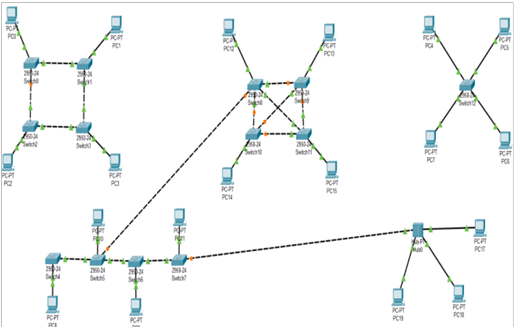 PC-PT
PC0
PC-PT
PC1
2950-24
Switch0
2950-24
Switch1
2950-24
Switch2
2950-24
Switch3
PC-PT
PC2
PC-PT
PC3
PC-PT
PC12
PC-PT
PC13
2950-24
Switch8
2950-24
Switch9
2950-24
Switch10
2950-24
Switch11
PC-PT
PC14
PC-PT
PC15
PC-PT
PC4
PC-PT
PC5
2950-24
Switch12
PC-PT
PC7
PC-PT
PC6
PC-PT
PC-PT
2950-24
Switch4
2950-24
Switch5
2950-24
Switch6
2950-24
Switch7
PC-PT
PC-PT
Hub-PT
Hub0
PC-PT
PC17
PC-PT
PC19
PC-PT
PC18